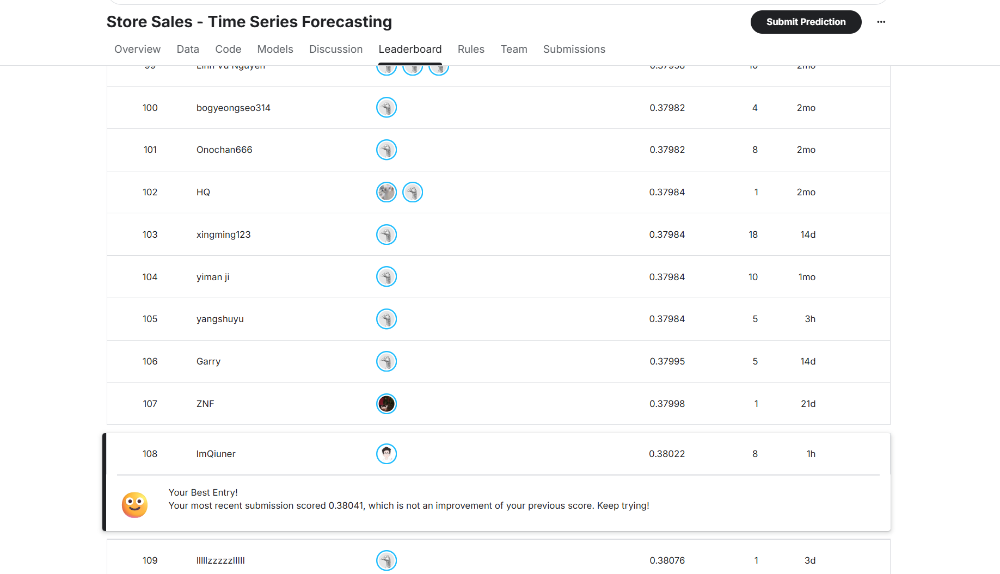 Store Sales - Time Series Forecasting
Submit Prediction
Overview Data Code Models Discussion Leaderboard Rules Team Submissions
99 Linh Vu Nguyen 0.37958 10 2mo
100 bogyeongseo314 0.37982 4 2mo
101 Onochan666 0.37982 8 2mo
102 HQ 0.37984 1 2mo
103 xingming123 0.37984 18 14d
104 yiman ji 0.37984 10 1mo
105 yangshuyu 0.37984 5 3h
106 Garry 0.37995 5 14d
107 ZNF 0.37998 1 21d
108 ImQiuner 0.38022 8 1h
Your Best Entry!
Your most recent submission scored 0.38041, which is not an improvement of your previous score. Keep trying!
109 0.38076 1 3d